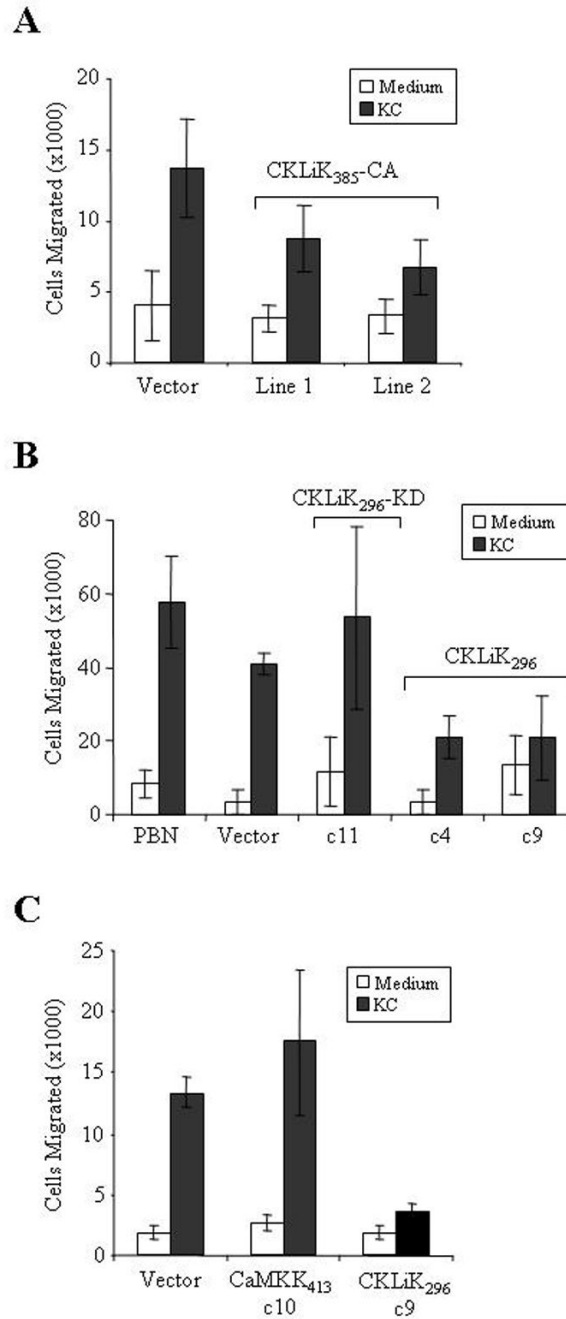 A
Cells Migrated (x1000)
20
15
10
5
0
Medium
KC
CKLiK385-CA
Vector
Line 1
Line 2
B
Cells Migrated (x1000)
80
60
40
20
0
CKLiK296-KD
Medium
KC
CKLiK296
PBN
Vector
c11
c4
c9
C
Cells Migrated (x1000)
25
20
15
10
5
0
Medium
KC
Vector
CaMKK413
c10
CKLiK296
c9